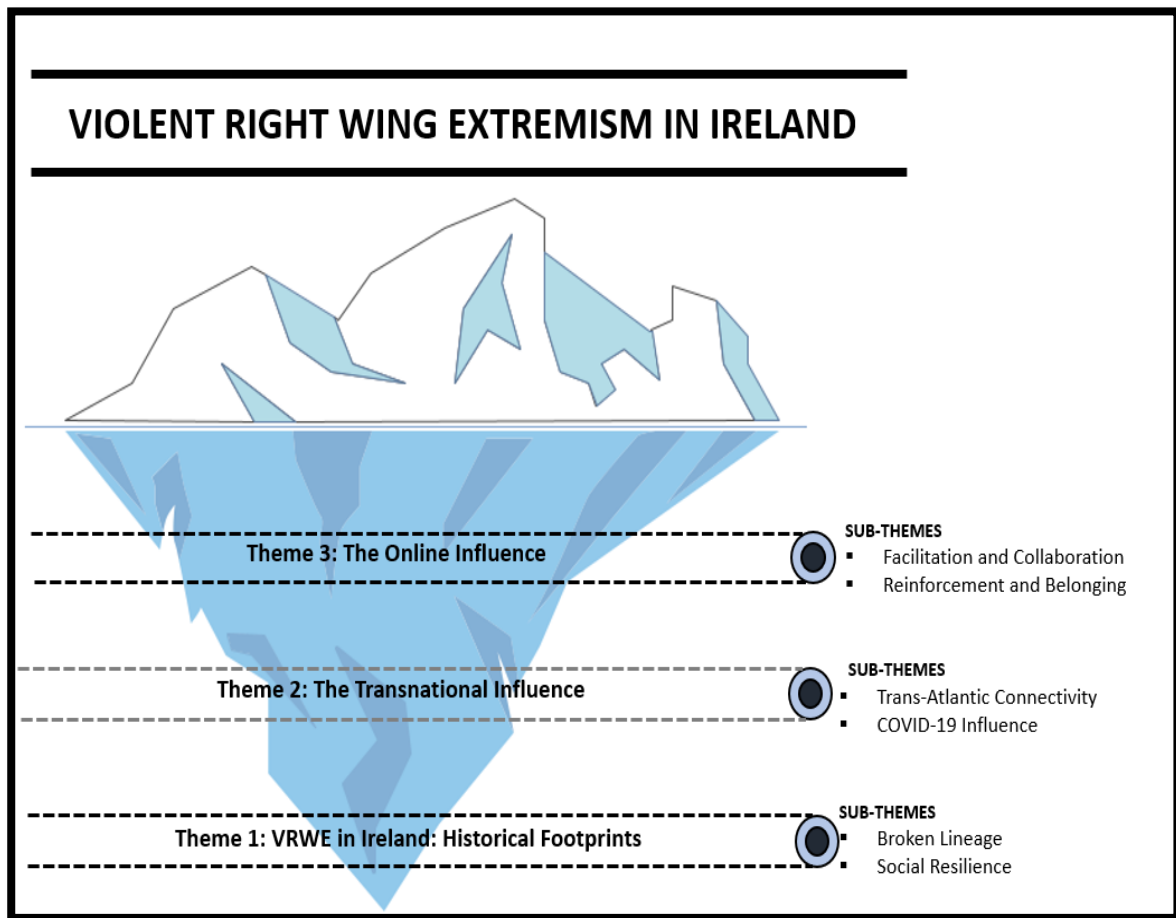 VIOLENT RIGHT WING EXTREMISM IN IRELAND
Theme 3: The Online Influence
SUB-THEMES
▪ Facilitation and Collaboration
▪ Reinforcement and Belonging
Theme 2: The Transnational Influence
SUB-THEMES
▪ Trans-Atlantic Connectivity
▪ COVID-19 Influence
Theme 1: VRWE in Ireland: Historical Footprints
SUB-THEMES
▪ Broken Lineage
▪ Social Resilience